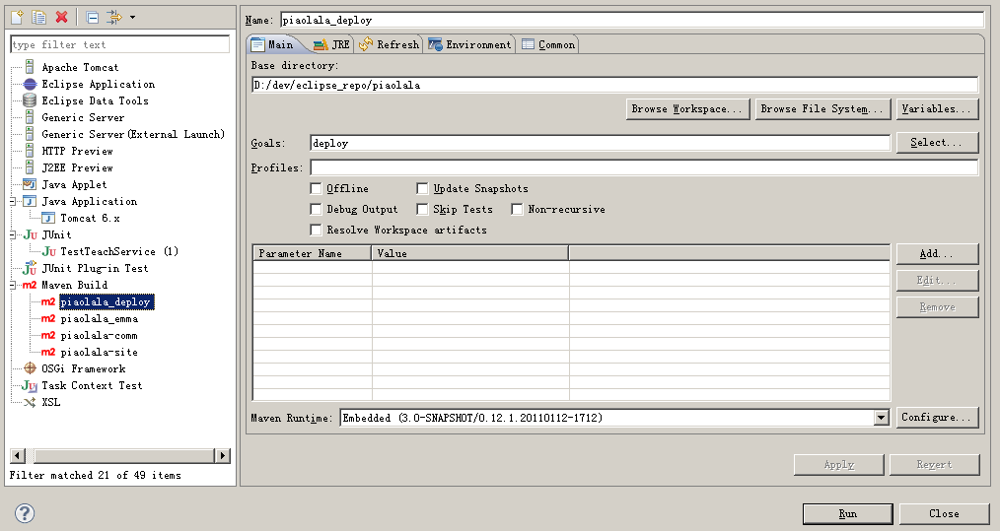 type filter text
Apache Tomcat
Eclipse Application
Eclipse Data Tools
Generic Server
Generic Server(External Launch)
HTTP Preview
J2EE Preview
Java Applet
Java Application
Tomcat 6.x
JUnit
TestTeachService (1)
JUnit Plug-in Test
m2 Maven Build
m2 piaolala_deploy
m2 piaolala_emma
m2 piaolala-comm
m2 piaolala-site
OSGi Framework
Task Context Test
XSL
Filter matched 21 of 49 items
Name: piaolala_deploy
Main JRE Refresh Environment Common
Base directory:
D:/dev/eclipse_repo/piaolala
Browse Workspace... Browse File System... Variables...
Goals: deploy Select...
Profiles:
Offline Update Snapshots
Debug Output Skip Tests Non-recursive
Resolve Workspace artifacts
Parameter Name Value Add...
Edit...
Remove
Maven Runtime: Embedded (3.0-SNAPSHOT/0.12.1.20110112-1712) Configure...
Apply Revert
Run Close